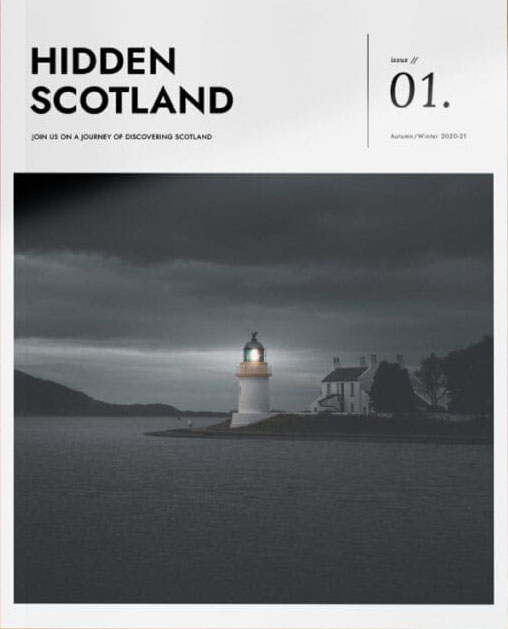 HIDDEN
SCOTLAND
JOIN US ON A JOURNEY OF DISCOVERING SCOTLAND
issue //
01.
Autumn/Winter 2020-21